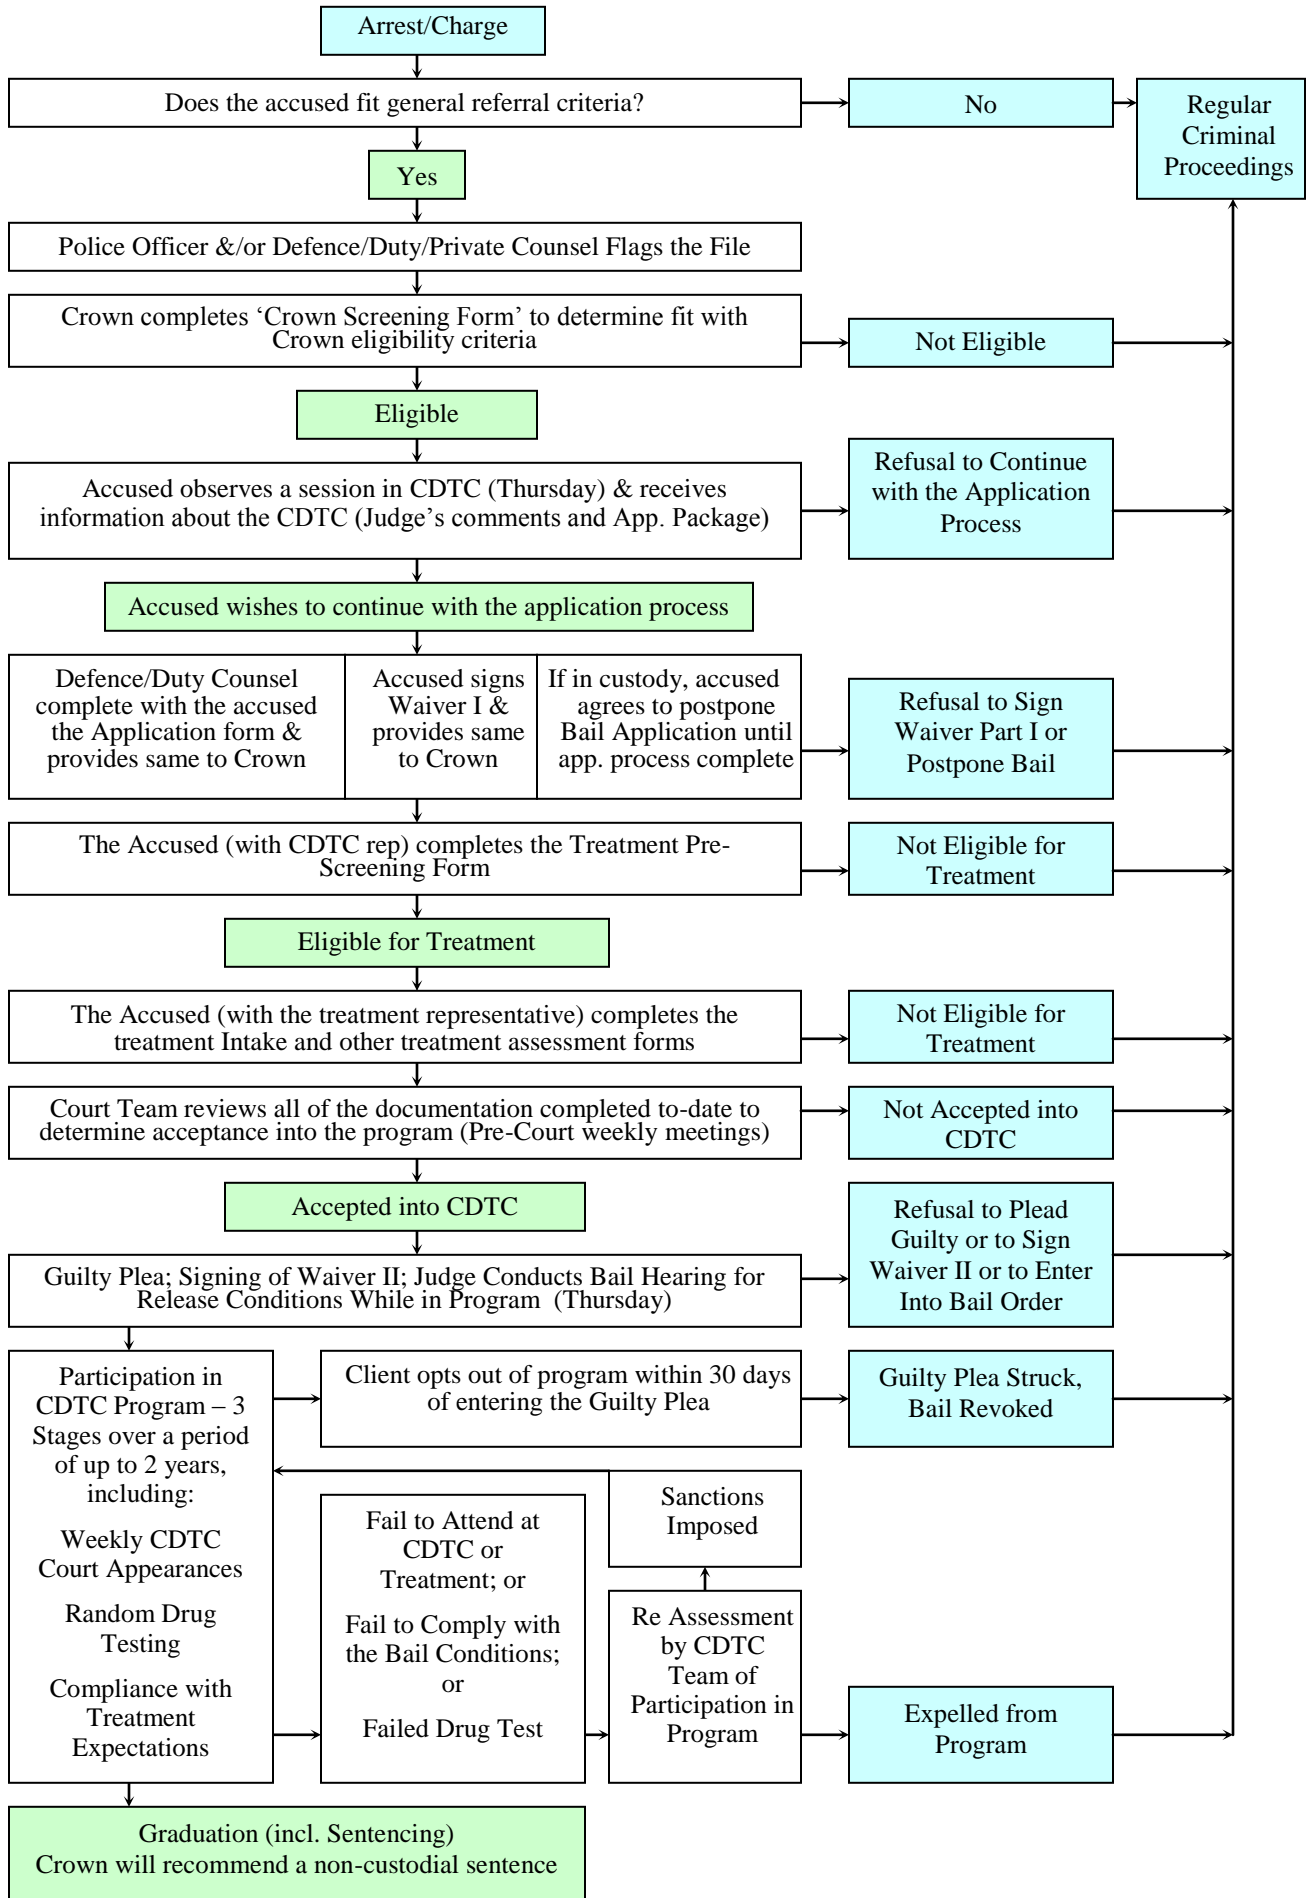 Arrest/Charge
Does the accused fit general referral criteria?
No
Regular
Criminal
Proceedings
Yes
Police Officer &/or Defence/Duty/Private Counsel Flags the File
Crown completes ‘Crown Screening Form’ to determine fit with
Crown eligibility criteria
Not Eligible
Eligible
Accused observes a session in CDTC (Thursday) & receives
information about the CDTC (Judge’s comments and App. Package)
Refusal to Continue
with the Application
Process
Accused wishes to continue with the application process
Defence/Duty Counsel
complete with the accused
the Application form &
provides same to Crown
Accused signs
Waiver I &
provides same
to Crown
If in custody, accused
agrees to postpone
Bail Application until
app. process complete
Refusal to Sign
Waiver Part I or
Postpone Bail
The Accused (with CDTC rep) completes the Treatment Pre-
Screening Form
Not Eligible for
Treatment
Eligible for Treatment
The Accused (with the treatment representative) completes the
treatment Intake and other treatment assessment forms
Not Eligible for
Treatment
Court Team reviews all of the documentation completed to-date to
determine acceptance into the program (Pre-Court weekly meetings)
Not Accepted into
CDTC
Accepted into CDTC
Guilty Plea; Signing of Waiver II; Judge Conducts Bail Hearing for
Release Conditions While in Program (Thursday)
Refusal to Plead
Guilty or to Sign
Waiver II or to Enter
Into Bail Order
Participation in
CDTC Program – 3
Stages over a period
of up to 2 years,
including:
Weekly CDTC
Court Appearances
Random Drug
Testing
Compliance with
Treatment
Expectations
Client opts out of program within 30 days
of entering the Guilty Plea
Guilty Plea Struck,
Bail Revoked
Fail to Attend at
CDTC or
Treatment; or
Fail to Comply with
the Bail Conditions;
or
Failed Drug Test
Sanctions
Imposed
Re Assessment
by CDTC
Team of
Participation in
Program
Expelled from
Program
Graduation (incl. Sentencing)
Crown will recommend a non-custodial sentence